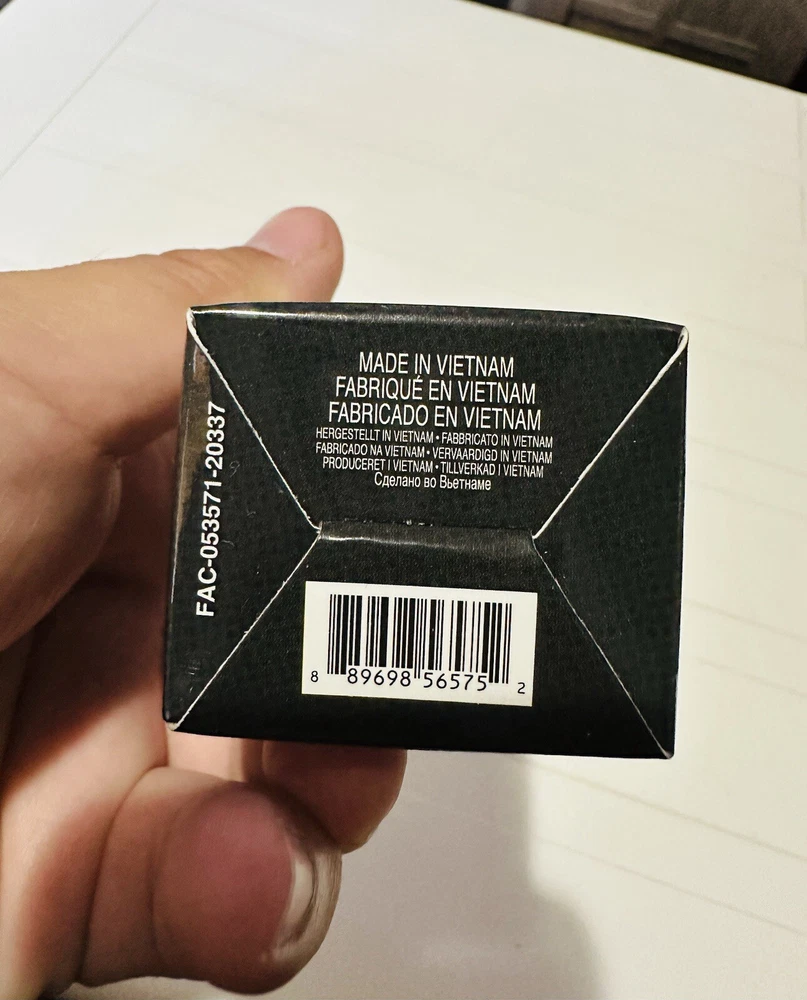 MADE IN VIETNAM
FABRIQUÉ EN VIETNAM
FABRICADO EN VIETNAM
HERGESTELLT IN VIETNAM • FABBRICATO IN VIETNAM
FABRICADO NA VIETNAM • VERVAARDIGD IN VIETNAM
PRODUCERET I VIETNAM • TILLVERKAD I VIETNAM
Сделано во Вьетнаме
FAC-053571-20337
8 89698 56575 2